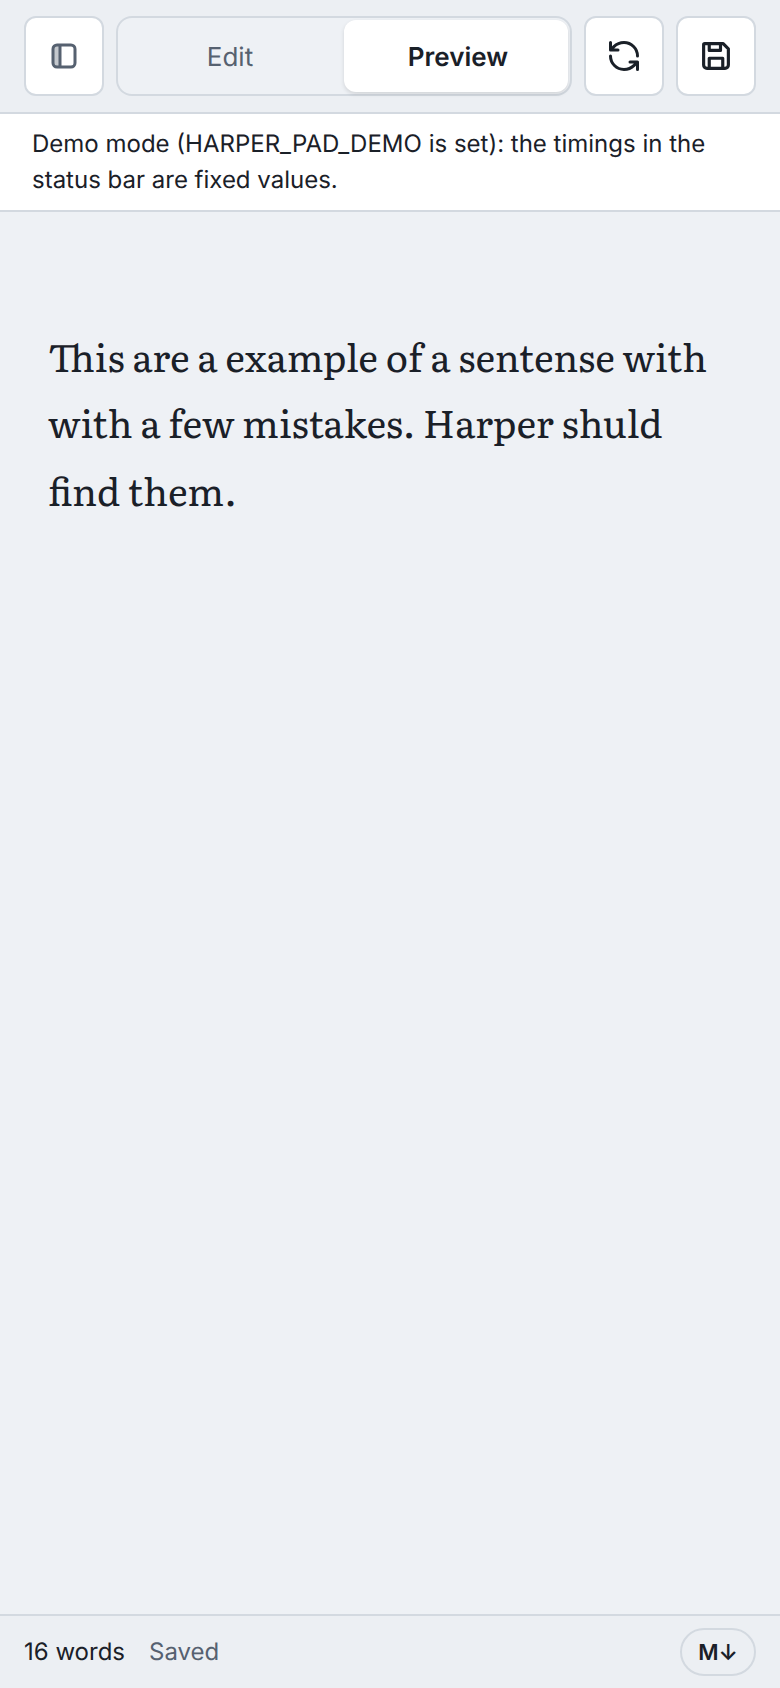 Edit
Preview
Demo mode (HARPER_PAD_DEMO is set): the timings in the
status bar are fixed values.
This are a example of a sentense with
with a few mistakes. Harper shuld
find them.
16 words Saved M↓